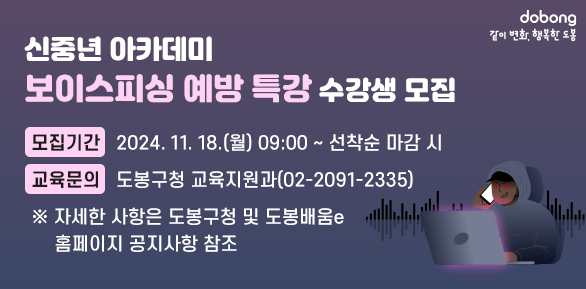 dobong
같이 변화, 행복한 도봉
신중년 아카데미
보이스피싱 예방 특강 수강생 모집
모집기간 2024. 11. 18.(월) 09:00 ~ 선착순 마감 시
교육문의 도봉구청 교육지원과(02-2091-2335)
※ 자세한 사항은 도봉구청 및 도봉배움e
홈페이지 공지사항 참조